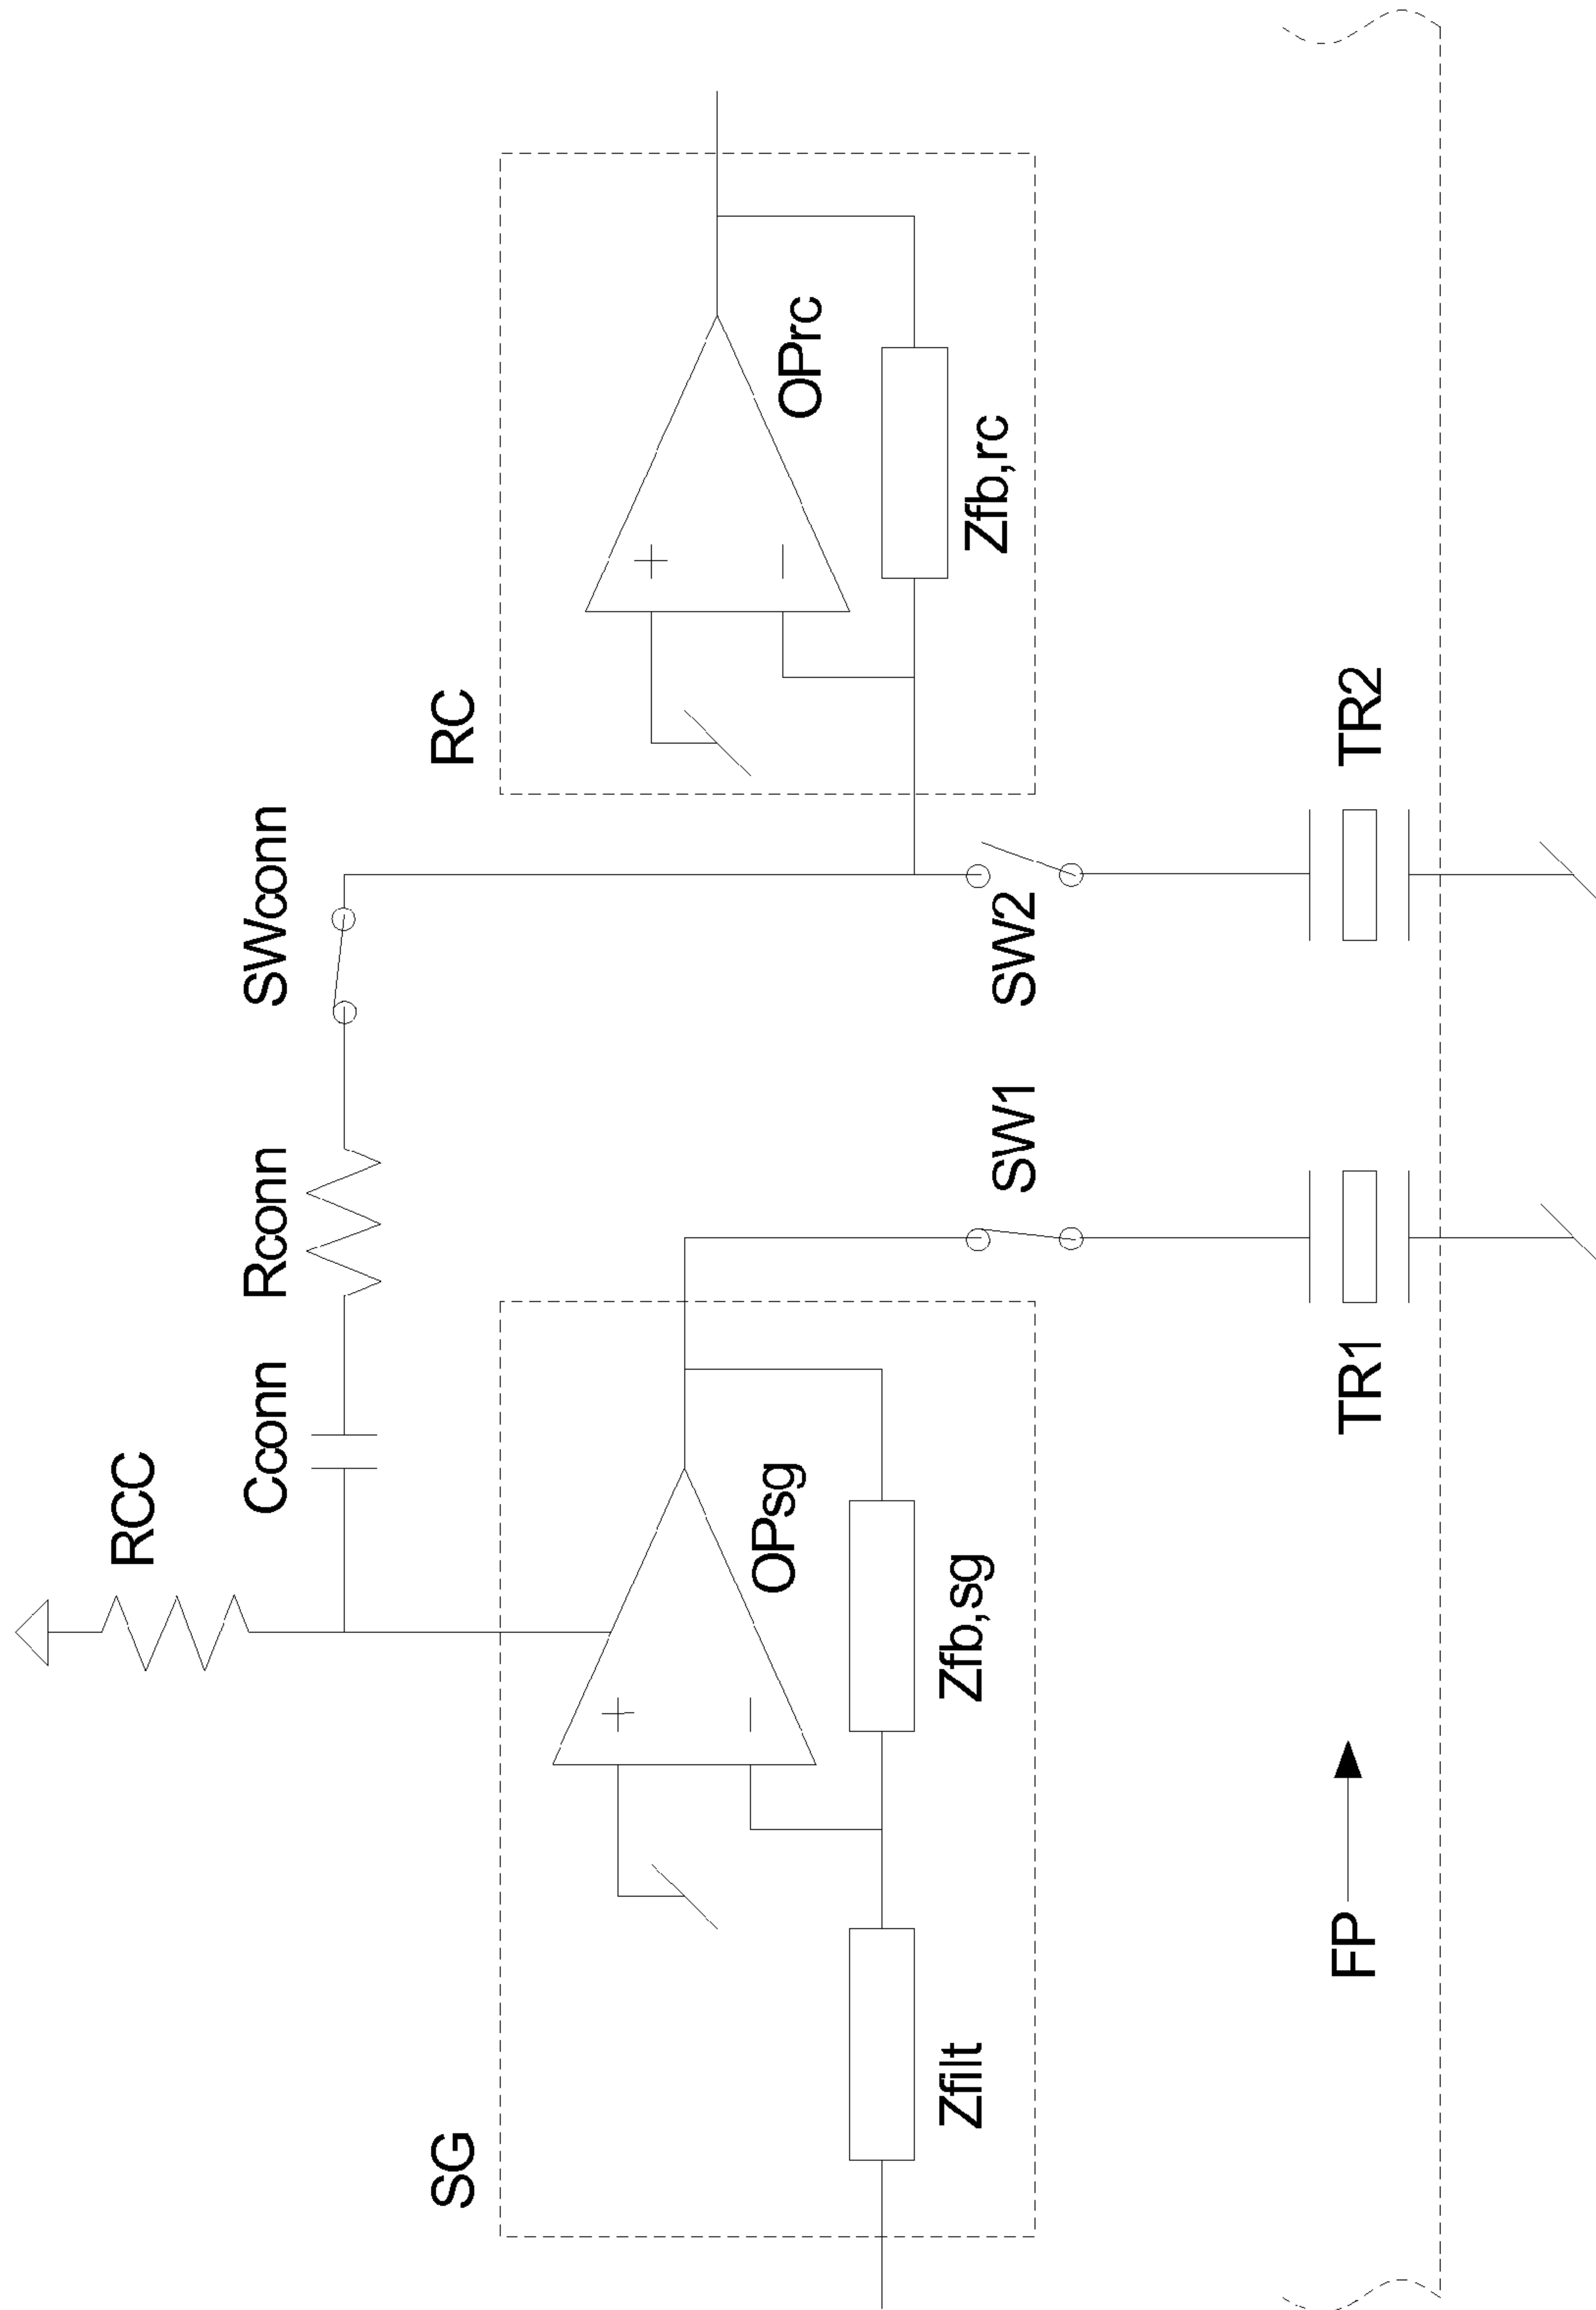 RCC
Cconn
Rconn
SWconn
SG
RC
OPsg
OPrc
Zfilt
Zfb,sg
Zfb,rc
SW1
SW2
FP
TR1
TR2